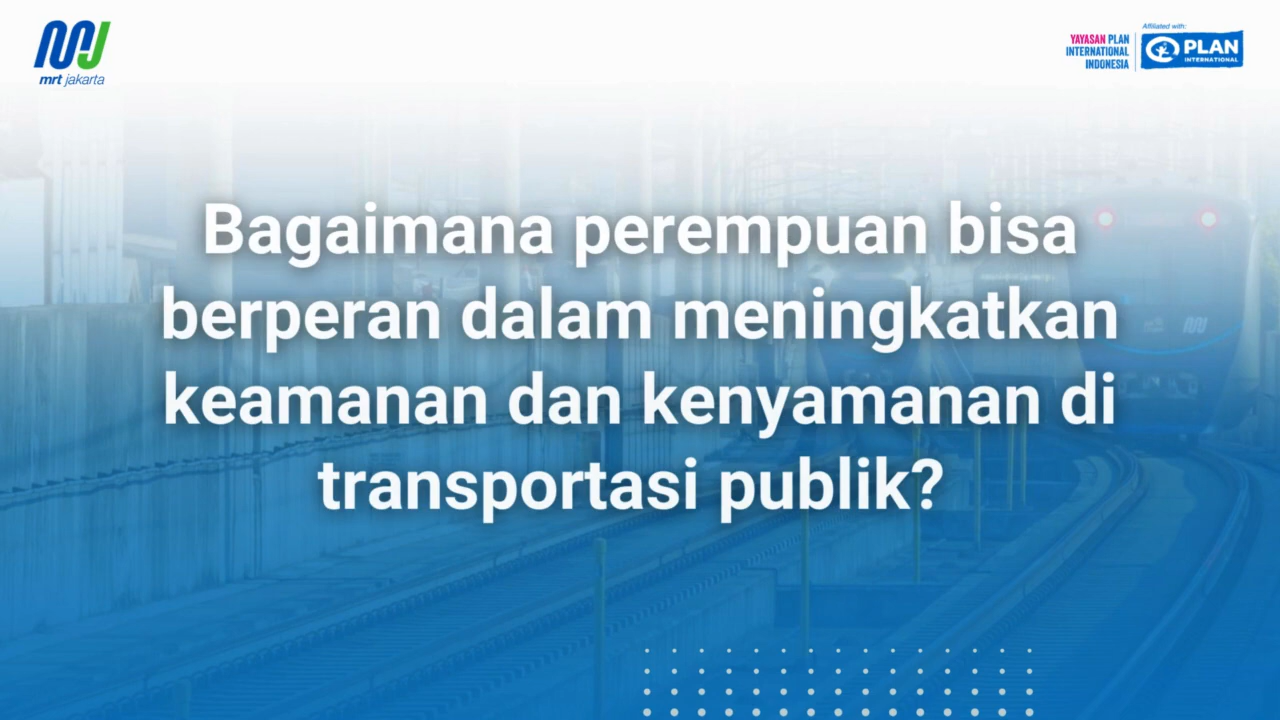 mrt jakarta
YAYASAN PLAN
INTERNATIONAL
INDONESIA
Affiliated with:
PLAN
INTERNATIONAL
Bagaimana perempuan bisa
berperan dalam meningkatkan
keamanan dan kenyamanan di
transportasi publik?